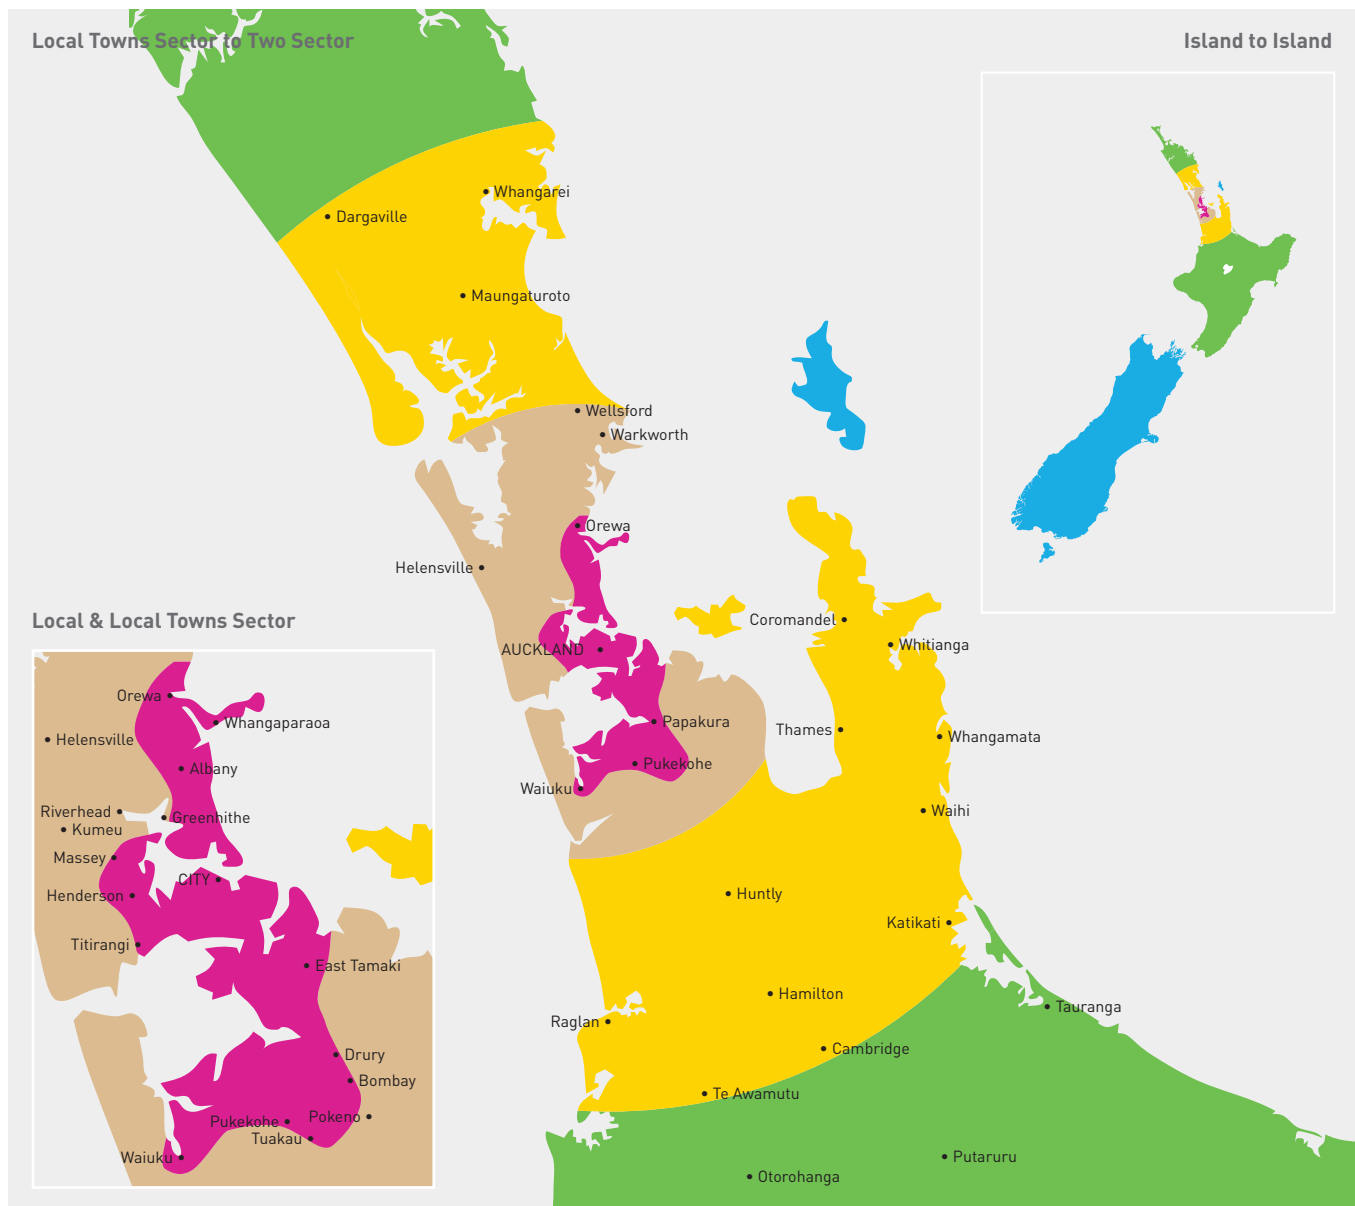 Local Towns Sector to Two Sector
Island to Island
Whangarei
Dargaville
Maungaturoto
Wellsford
Warkworth
Orewa
Helensville
Coromandel
Whitianga
AUCKLAND
Papakura
Thames
Whangamata
Pukekohe
Waiuku
Waihi
Huntly
Katikati
Hamilton
Tauranga
Raglan
Cambridge
Te Awamutu
Putaruru
Otorohanga
Local & Local Towns Sector
Orewa
Whangaparaoa
Helensville
Albany
Riverhead
Greenhithe
Kumeu
Massey
CITY
Henderson
Titirangi
East Tamaki
Drury
Bombay
Pokeno
Pukekohe
Tuakau
Waiuku